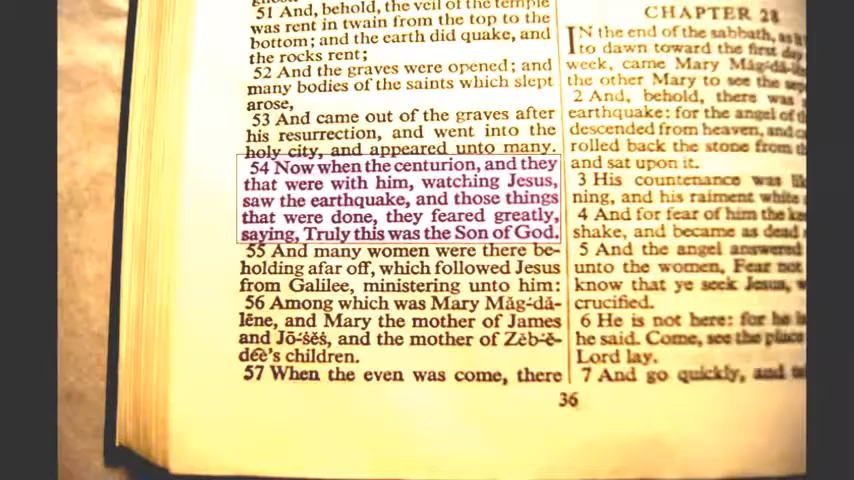 51 And, behold, the veil of the temple
was rent in twain from the top to the
bottom; and the earth did quake, and
the rocks rent;
52 And the graves were opened; and
many bodies of the saints which slept
arose,
53 And came out of the graves after
his resurrection, and went into the
holy city, and appeared unto many.
54 Now when the centurion, and they
that were with him, watching Jesus,
saw the earthquake, and those things
that were done, they feared greatly,
saying, Truly this was the Son of God.
55 And many women were there be-
holding afar off, which followed Jesus
from Galilee, ministering unto him:
56 Among which was Mary Măg-dă-
lēne, and Mary the mother of James
and Jō-sĕs, and the mother of Zĕb-ĕ-
dēe's children.
57 When the even was come, there
CHAPTER 28
IN the end of the sabbath, as it
to dawn toward the first day
week, came Mary Măg-dă-
the other Mary to see the
2 And, behold, there was
earthquake: for the angel of
descended from heaven, and
rolled back the stone from
and sat upon it.
3 His countenance was
ning, and his raiment white
4 And for fear of him the
shake, and became as dead
5 And the angel answered
unto the women, Fear not
know that ye seek Jesus,
crucified.
6 He is not here: for he
he said. Come, see the place
Lord lay.
7 And go quickly, and
36